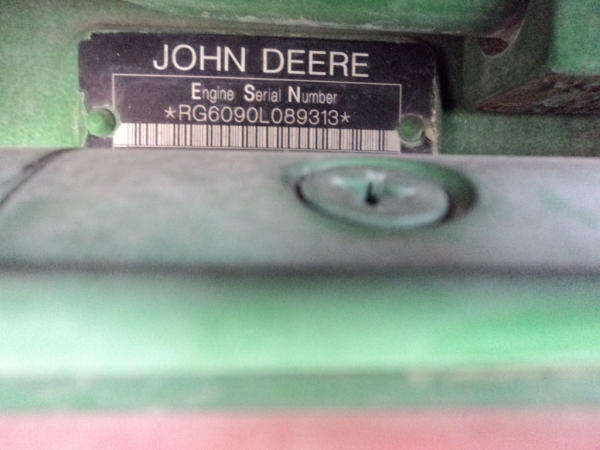 JOHN DEERE
Engine Serial Number
*RG6090L089313*